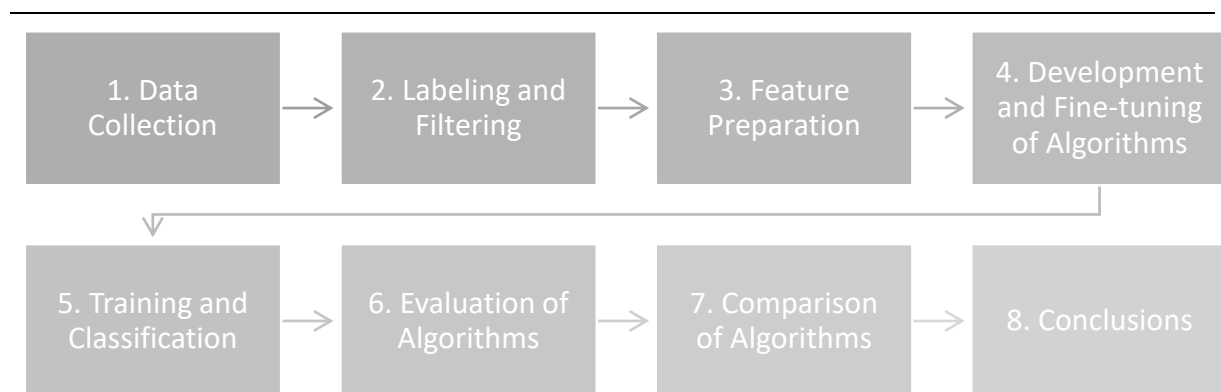 1. Data
Collection
2. Labeling and
Filtering
3. Feature
Preparation
4. Development
and Fine-tuning
of Algorithms
5. Training and
Classification
6. Evaluation of
Algorithms
7. Comparison
of Algorithms
8. Conclusions